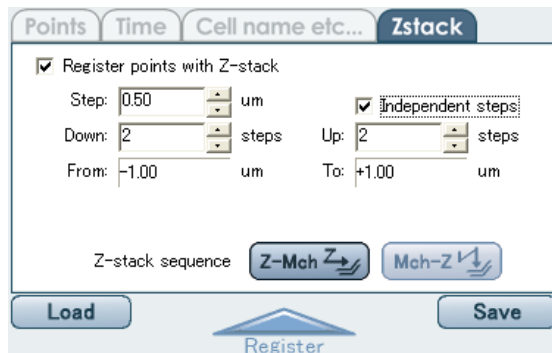 Points Time Cell name etc... Zstack
Register points with Z-stack
Step: 0.50 um Independent steps
Down: 2 steps Up: 2 steps
From: -1.00 um To: +1.00 um
Z-stack sequence Z-Mch Z Mch-Z Z
Load Save
Register